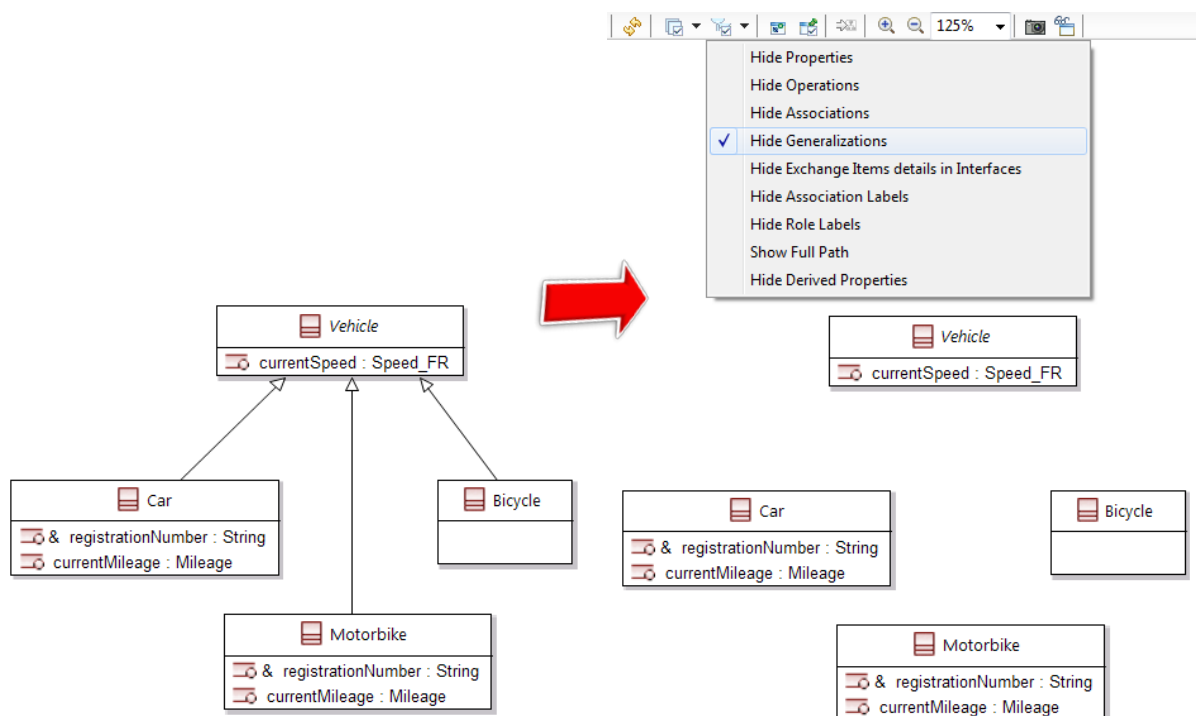 125%
Hide Properties
Hide Operations
Hide Associations
Hide Generalizations
Hide Exchange Items details in Interfaces
Hide Association Labels
Hide Role Labels
Show Full Path
Hide Derived Properties
Vehicle
currentSpeed : Speed_FR
Car
& registrationNumber : String
currentMileage : Mileage
Bicycle
Motorbike
& registrationNumber : String
currentMileage : Mileage
Vehicle
currentSpeed : Speed_FR
Car
& registrationNumber : String
currentMileage : Mileage
Bicycle
Motorbike
& registrationNumber : String
currentMileage : Mileage